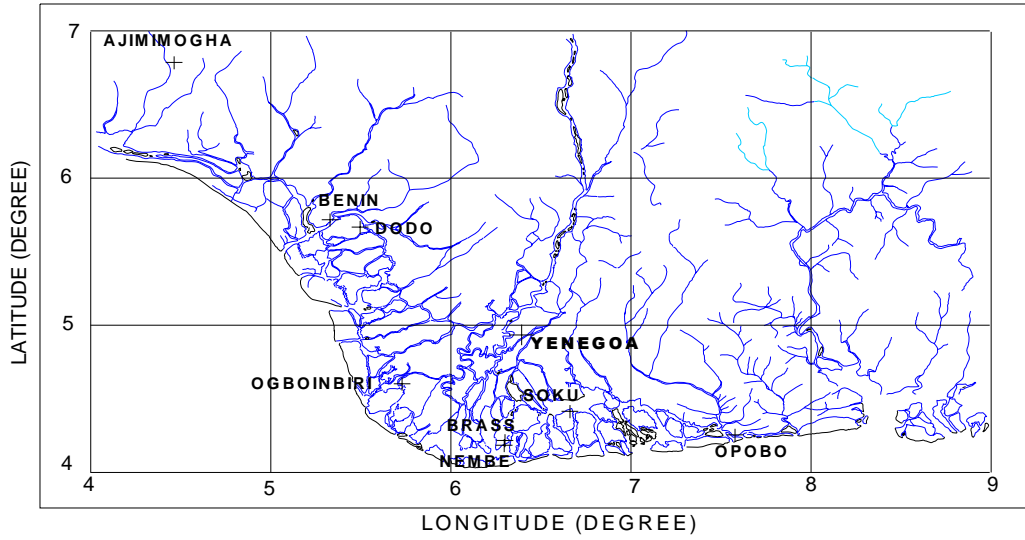 7
AJIMIMOGHA
6
BENIN
DODO
5
YENEGOA
OGBOINBIRI
SOKU
BRASS
OPOBO
NEMBE
4
4 5 6 7 8 9
LATITUDE (DEGREE)
LONGITUDE (DEGREE)